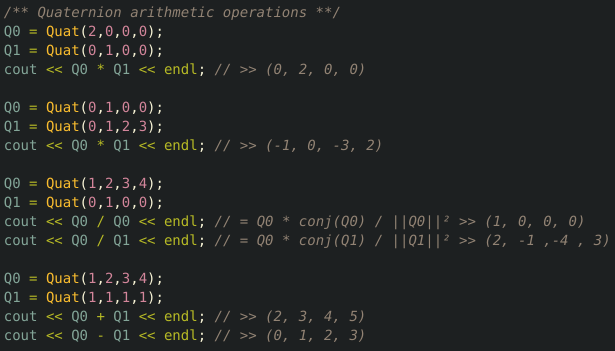 /** Quaternion arithmetic operations **/
Q0 = Quat(2,0,0,0);
Q1 = Quat(0,1,0,0);
cout << Q0 * Q1 << endl; // >> (0, 2, 0, 0)
Q0 = Quat(0,1,0,0);
Q1 = Quat(0,1,2,3);
cout << Q0 * Q1 << endl; // >> (-1, 0, -3, 2)
Q0 = Quat(1,2,3,4);
Q1 = Quat(0,1,0,0);
cout << Q0 / Q0 << endl; // = Q0 * conj(Q0) / ||Q0||² >> (1, 0, 0, 0)
cout << Q0 / Q1 << endl; // = Q0 * conj(Q1) / ||Q1||² >> (2, -1 ,-4 , 3)
Q0 = Quat(1,2,3,4);
Q1 = Quat(1,1,1,1);
cout << Q0 + Q1 << endl; // >> (2, 3, 4, 5)
cout << Q0 - Q1 << endl; // >> (0, 1, 2, 3)